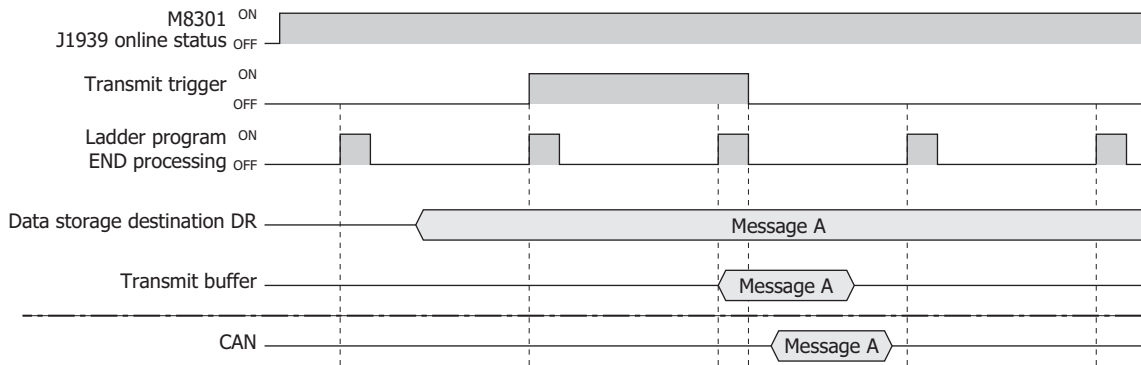 M8301 ON
J1939 online status OFF
Transmit trigger ON
OFF
Ladder program ON
END processing OFF
Data storage destination DR Message A
Transmit buffer Message A
CAN Message A